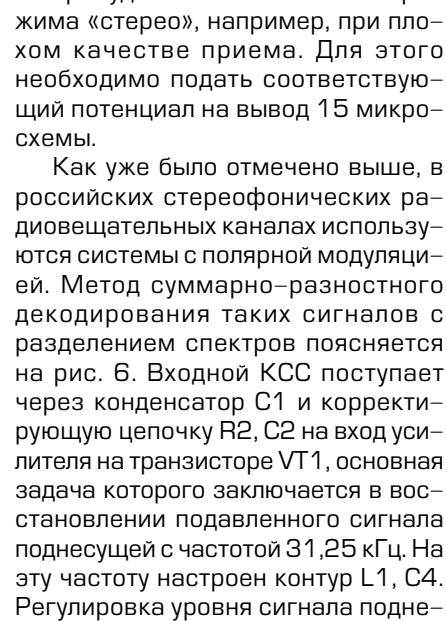 жима «стерео», например, при пло-
хом качестве приема. Для этого
необходимо подать соответствую-
щий потенциал на вывод 15 микро-
схемы.
Как уже было отмечено выше, в
российских стереофонических ра-
диовещательных каналах использу-
ются системы с полярной модуляци-
ей. Метод суммарно-разностного
декодирования таких сигналов с
разделением спектров поясняется
на рис. 6. Входной КСС поступает
через конденсатор С1 и корректи-
рующую цепочку R2, C2 на вход уси-
лителя на транзисторе VT1, основная
задача которого заключается в вос-
становлении подавленного сигнала
поднесущей с частотой 31,25 кГц. На
эту частоту настроен контур L1, C4.
Регулировка уровня сигнала подне-